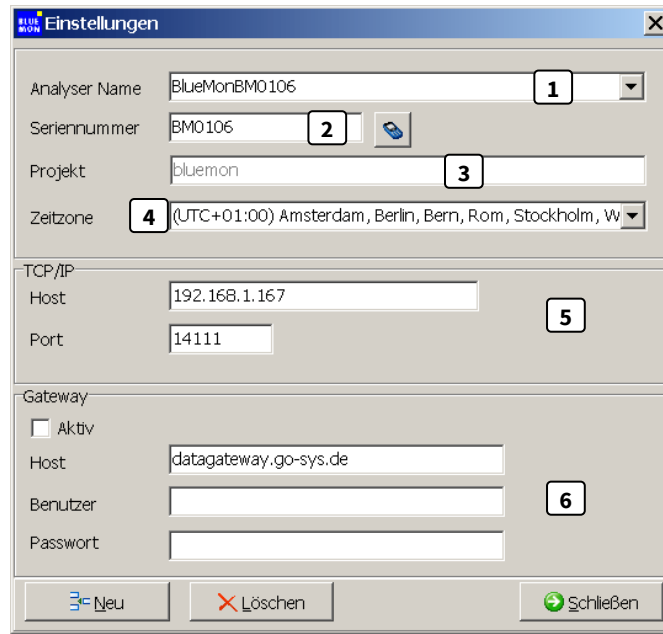 BLUE MON Einstellungen
Analyser Name BlueMonBM0106 1
Seriennummer BM0106 2
Projekt bluemon 3
Zeitzone 4 (UTC+01:00) Amsterdam, Berlin, Bern, Rom, Stockholm, W
TCP/IP
Host 192.168.1.167
5
Port 14111
Gateway
Aktiv
Host datagateway.go-sys.de
Benutzer 6
Passwort
Neu Löschen Schließen